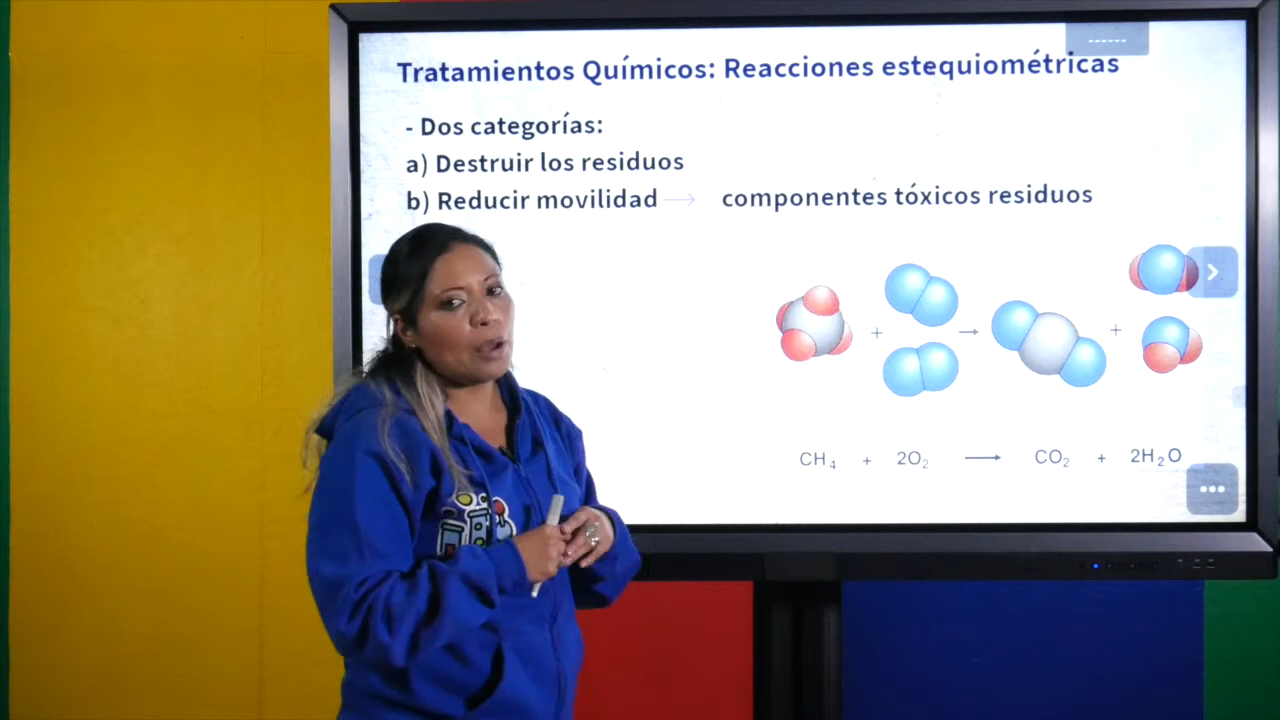 Tratamientos Químicos: Reacciones estequiométricas
- Dos categorías:
a) Destruir los residuos
b) Reducir movilidad → componentes tóxicos residuos
+ → +
CH₄ + 2O₂ → CO₂ + 2H₂O